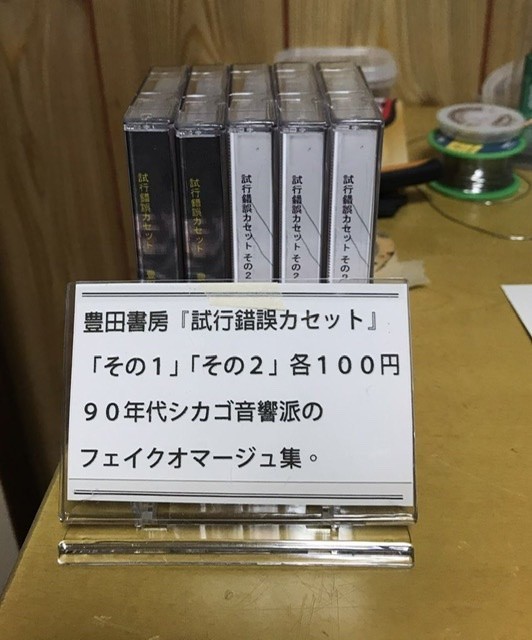 試行錯誤カセット
試行錯誤カセット
試行錯誤カセット その2
試行錯誤カセット その2
試行錯誤カセット その2
豊田書房『試行錯誤カセット』
「その１」「その２」各１００円
９０年代シカゴ音響派の
フェイクオマージュ集。